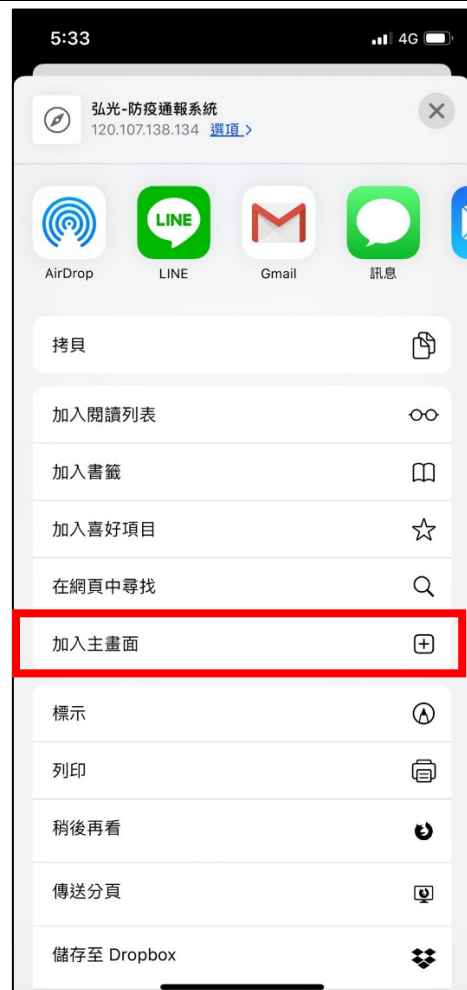 5:33
4G
弘光-防疫通報系統
120.107.138.134 選項 >
LINE
AirDrop
LINE
Gmail
訊息
拷貝
加入閱讀列表
加入書籤
加入喜好項目
在網頁中尋找
加入主畫面
標示
列印
稍後再看
傳送分頁
儲存至 Dropbox